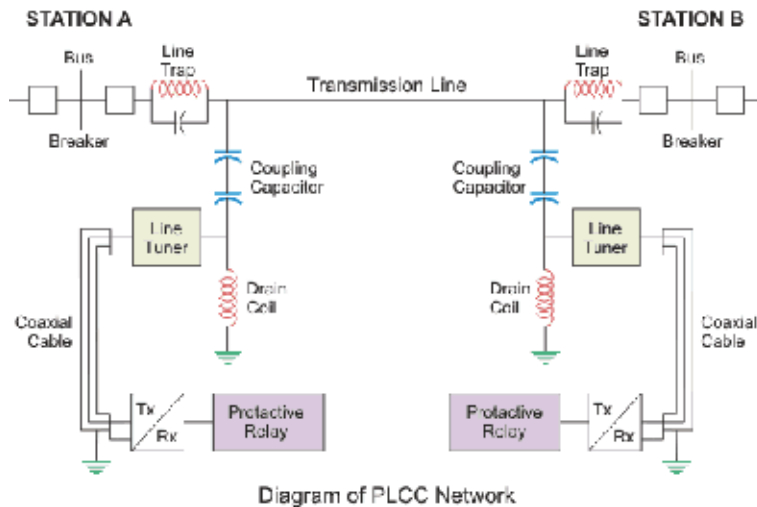 STATION A
STATION B
Bus
Line
Trap
Transmission Line
Line
Trap
Bus
Breaker
Breaker
Coupling
Capacitor
Coupling
Capacitor
Line
Tuner
Line
Tuner
Drain
Coil
Drain
Coil
Coaxial
Cable
Coaxial
Cable
Tx
Rx
Protactive
Relay
Protactive
Relay
Tx
Rx
Diagram of PLCC Network